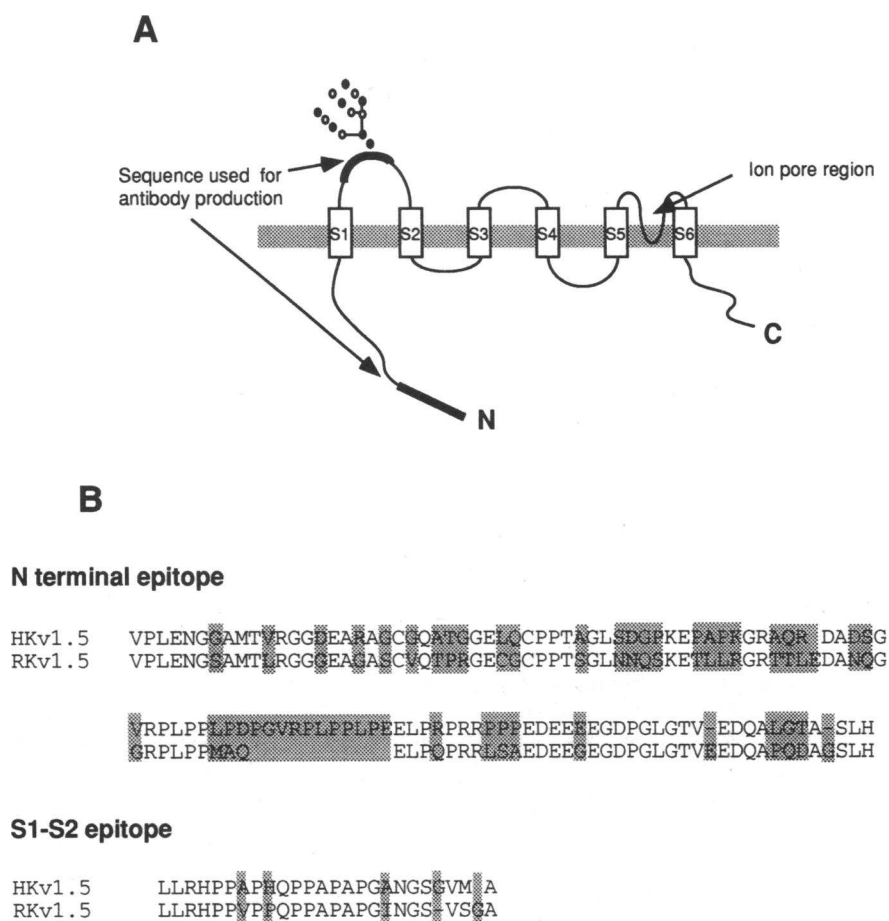 A
Sequence used for
antibody production
Ion pore region
S1 S2 S3 S4 S5 S6
C
N
B
N terminal epitope
HKv1.5 VPLENGGAMTVRGGDEARAGCGQATGGELQCPPTAGLSDGPKEPAPKGRAQR DADSG
RKv1.5 VPLENGSAMTLRGGGEAGASCVQTPRGECGCPPTSGLNNQSKETLLRGRTTLEDANQG
VRPLPPLPDPGVRPLPPLPEELPRPRRPPPEDEEEEGDPGLGTV-EDQALGTA-SLH
GRPLPPMAQ ELPQPRRLSAEDEEGEGDPGLGTVEEDQAPQDAGSLH
S1-S2 epitope
HKv1.5 LLRHPPAPHQPPAPAPGANGSGVM A
RKv1.5 LLRHPPVPPQPPAPAPGINGS-VSGA